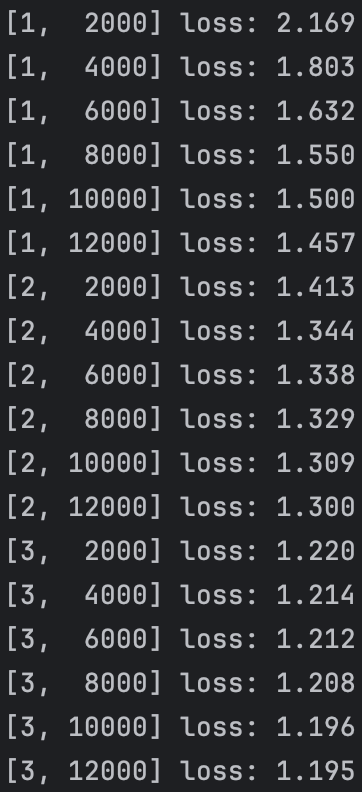 [1,  2000] loss: 2.169
[1,  4000] loss: 1.803
[1,  6000] loss: 1.632
[1,  8000] loss: 1.550
[1, 10000] loss: 1.500
[1, 12000] loss: 1.457
[2,  2000] loss: 1.413
[2,  4000] loss: 1.344
[2,  6000] loss: 1.338
[2,  8000] loss: 1.329
[2, 10000] loss: 1.309
[2, 12000] loss: 1.300
[3,  2000] loss: 1.220
[3,  4000] loss: 1.214
[3,  6000] loss: 1.212
[3,  8000] loss: 1.208
[3, 10000] loss: 1.196
[3, 12000] loss: 1.195